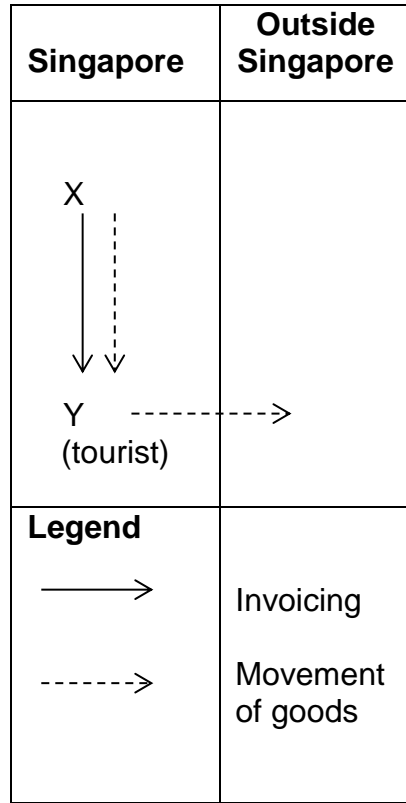 Singapore
Outside
Singapore
X
Y
(tourist)
Legend
Invoicing
Movement
of goods